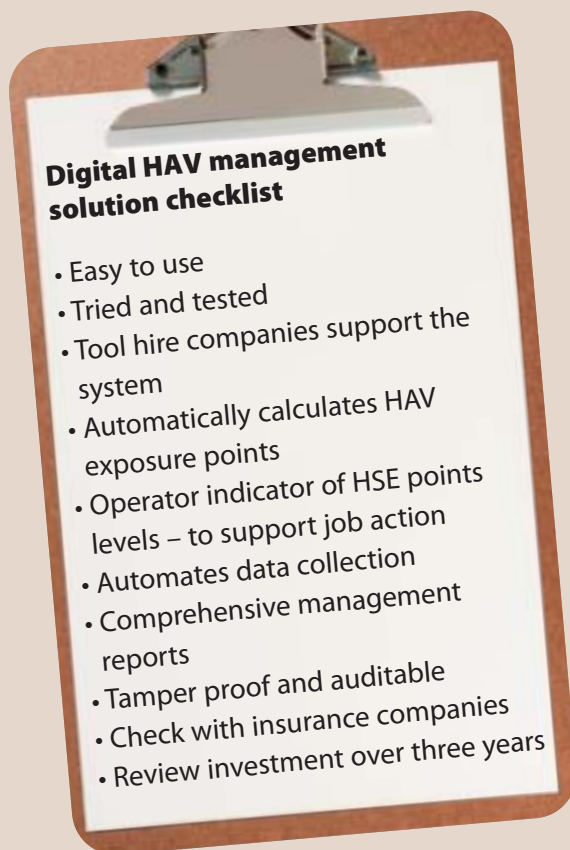 Digital HAV management
solution checklist
• Easy to use
• Tried and tested
• Tool hire companies support the
system
• Automatically calculates HAV
exposure points
• Operator indicator of HSE points
levels – to support job action
• Automates data collection
• Comprehensive management
reports
• Tamper proof and auditable
• Check with insurance companies
• Review investment over three years